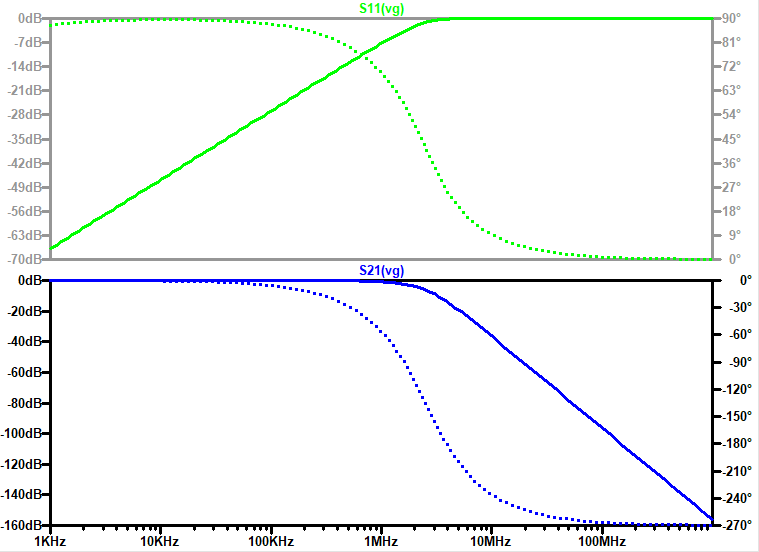 S11(vg)
0dB 90°
-7dB 81°
-14dB 72°
-21dB 63°
-28dB 54°
-35dB 45°
-42dB 36°
-49dB 27°
-56dB 18°
-63dB 9°
-70dB 0°
S21(vg)
0dB 0°
-20dB -30°
-40dB -60°
-60dB -90°
-80dB -120°
-100dB -150°
-120dB -180°
-140dB -210°
-160dB -240°
-270°
1KHz 10KHz 100KHz 1MHz 10MHz 100MHz